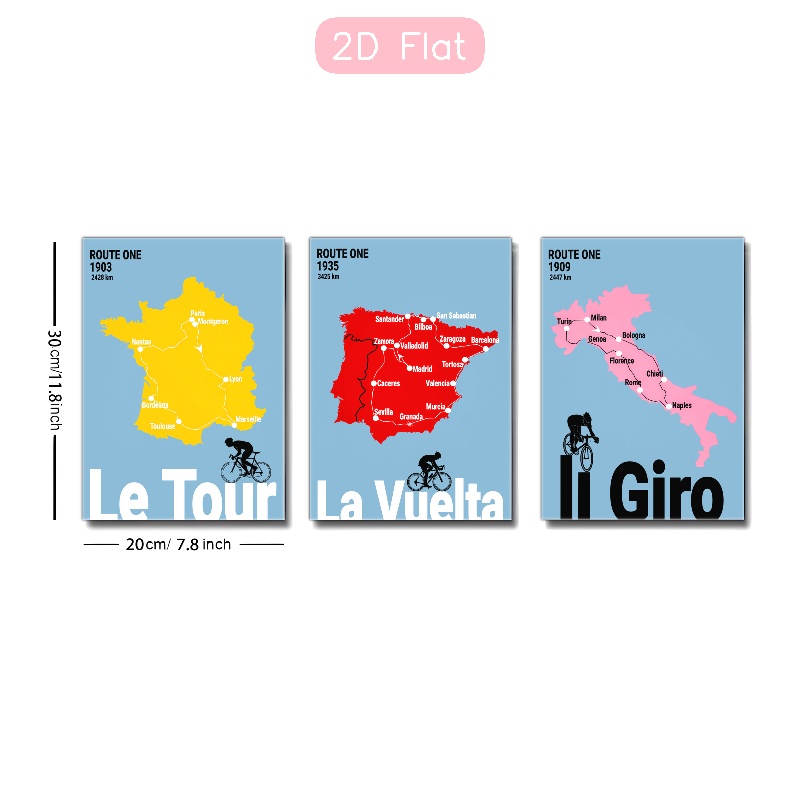 2D Flat
ROUTE ONE
1903
2428 km
Paris
Montgeron
Nantes
Lyon
Bordeaux
Toulouse
Marseille
Le Tour
ROUTE ONE
1935
3425 km
Santander
San Sebastian
Bilboa
Zamora
Valladolid
Zaragoza
Barcelona
Madrid
Tortosa
Caceres
Valencia
Sevilla
Murcia
Granada
La Vuelta
ROUTE ONE
1909
2447 km
Turin
Milan
Genoa
Bologna
Florence
Rome
Chieti
Naples
Il Giro
30cm/11.8inch
20cm/ 7.8 inch